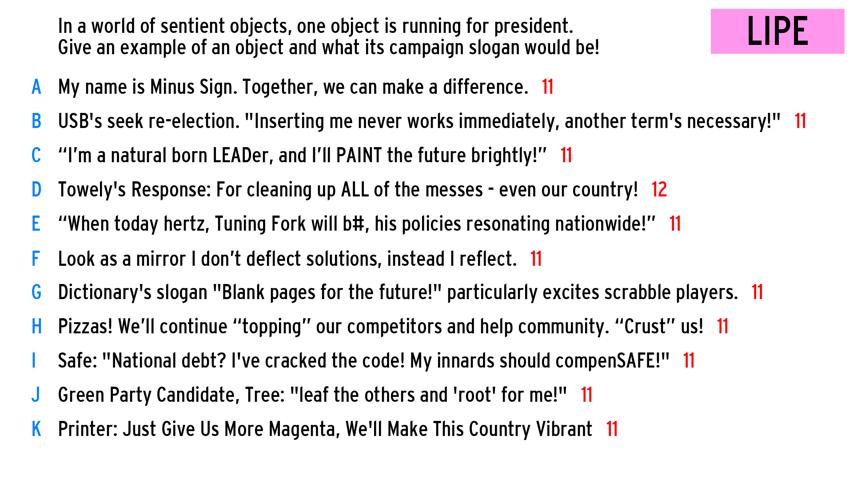 In a world of sentient objects, one object is running for president.
Give an example of an object and what its campaign slogan would be!
LIPE
A My name is Minus Sign. Together, we can make a difference. 11
B USB's seek re-election. "Inserting me never works immediately, another term's necessary!" 11
C “I’m a natural born LEADer, and I’ll PAINT the future brightly!” 11
D Towely's Response: For cleaning up ALL of the messes - even our country! 12
E “When today hertz, Tuning Fork will b#, his policies resonating nationwide!” 11
F Look as a mirror I don’t deflect solutions, instead I reflect. 11
G Dictionary's slogan "Blank pages for the future!" particularly excites scrabble players. 11
H Pizzas! We’ll continue “topping” our competitors and help community. “Crust” us! 11
I Safe: "National debt? I've cracked the code! My innards should compenSAFE!" 11
J Green Party Candidate, Tree: "leaf the others and 'root' for me!" 11
K Printer: Just Give Us More Magenta, We'll Make This Country Vibrant 11